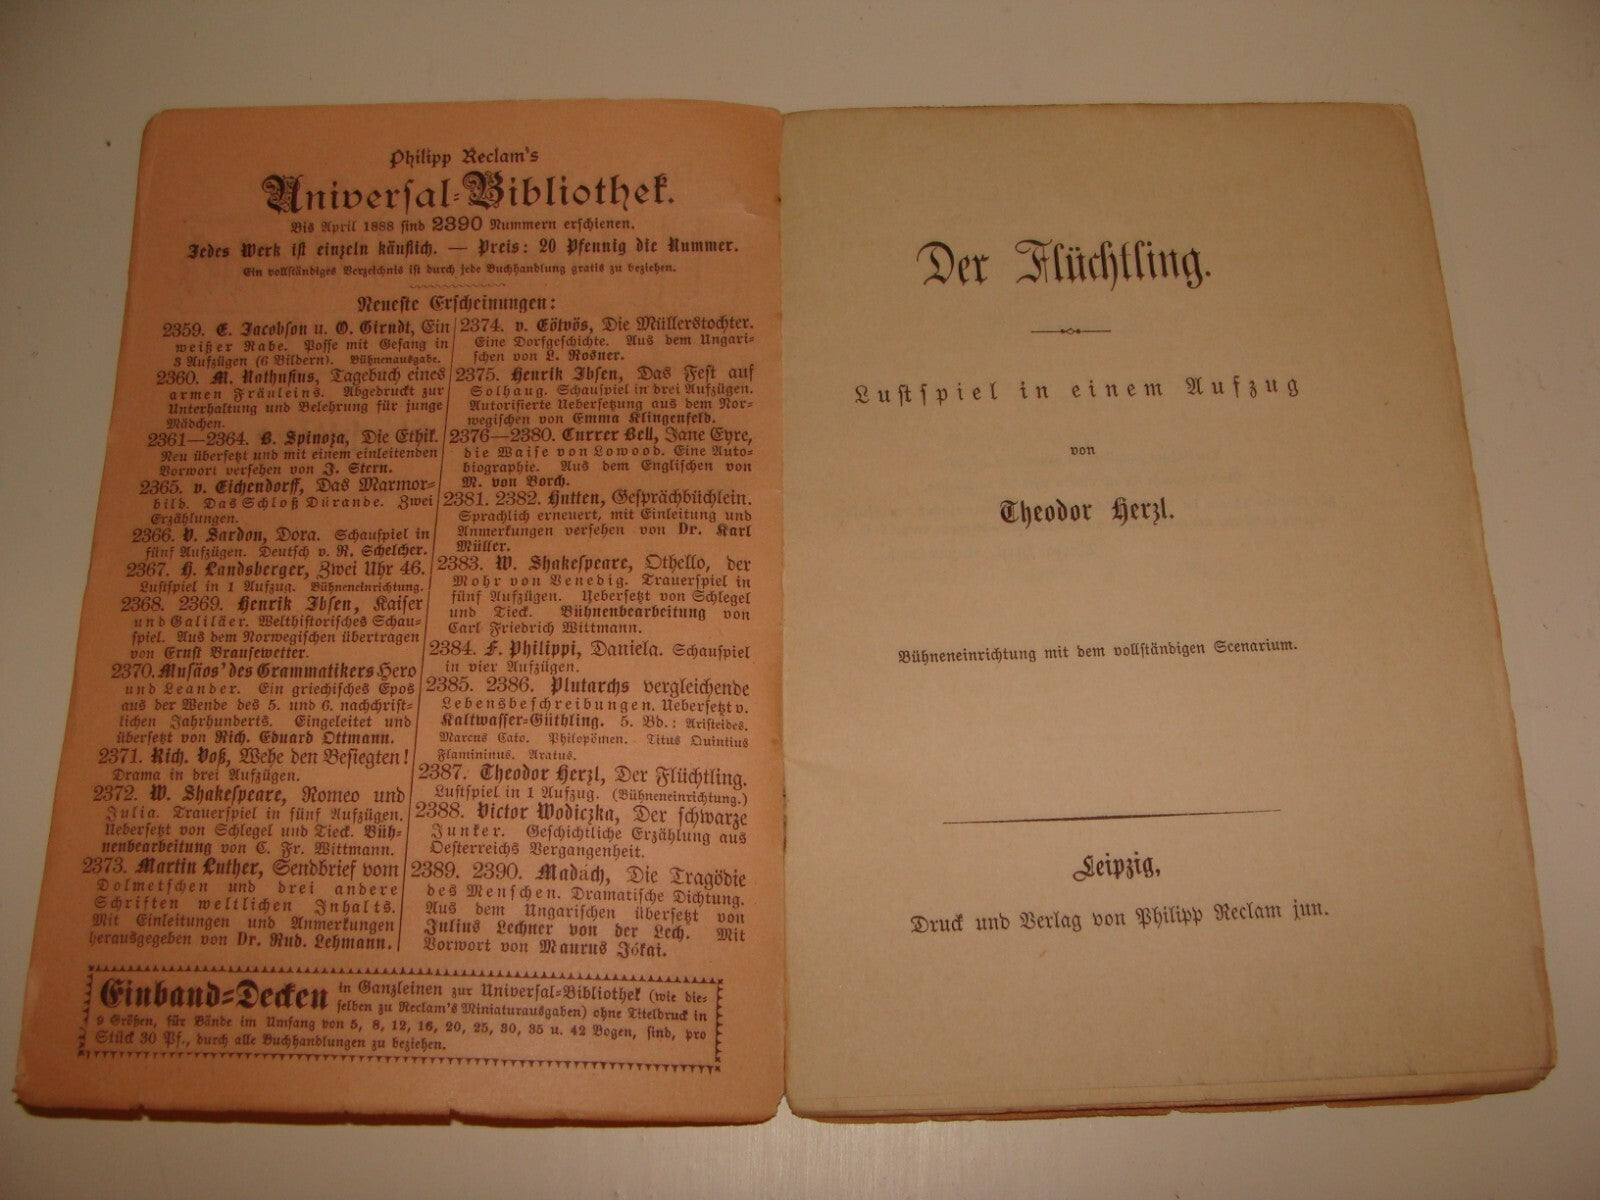 Philipp Reclam's
Universal-Bibliothek.
Bis April 1888 sind 2390 Nummern erschienen.
Jedes Werk ist einzeln käuflich. — Preis: 20 Pfennig die Nummer.
Ein vollständiges Verzeichnis ist durch jede Buchhandlung gratis zu beziehen.
Neueste Erscheinungen:
2359. E. Jacobson u. O. Girndt, Ein
weißer Rabe. Posse mit Gesang in
3 Aufzügen (6 Bildern). Bühnenausgabe.
2360. M. Nathusius, Tagebuch eines
armen Fräuleins. Abgedruckt zur
Unterhaltung und Belehrung für junge
Mädchen.
2361—2364. B. Spinoza, Die Ethik.
Neu übersetzt und mit einem einleitenden
Vorwort versehen von J. Stern.
2365. v. Eichendorff, Das Marmor-
bild. Das Schloß Dürande. Zwei
Erzählungen.
2366. V. Sardou, Dora. Schauspiel in
fünf Aufzügen. Deutsch v. R. Schelcher.
2367. H. Landsberger, Zwei Uhr 46.
Lustspiel in 1 Aufzug. Bühneneinrichtung.
2368. 2369. Henrik Ibsen, Kaiser
und Galiläer. Welthistorisches Schau-
spiel. Aus dem Norwegischen übertragen
von Ernst Brausewetter.
2370. Musäos' des Grammatikers Hero
und Leander. Ein griechisches Epos
aus der Wende des 5. und 6. nachchrist-
lichen Jahrhunderts. Eingeleitet und
übersetzt von Rich. Eduard Ottmann.
2371. Rich. Voß, Wehe den Besiegten!
Drama in drei Aufzügen.
2372. W. Shakespeare, Romeo und
Julia. Trauerspiel in fünf Aufzügen.
Uebersetzt von Schlegel und Tieck. Büh-
nenbearbeitung von C. Fr. Wittmann.
2373. Martin Luther, Sendbrief vom
Dolmetschen und drei andere
Schriften weltlichen Inhalts.
Mit Einleitungen und Anmerkungen
herausgegeben von Dr. Rud. Lehmann.
2374. v. Eötvös, Die Müllerstochter.
Eine Dorfgeschichte. Aus dem Ungari-
schen von L. Rosner.
2375. Henrik Ibsen, Das Fest auf
Solhaug. Schauspiel in drei Aufzügen.
Autorisierte Uebersetzung aus dem Nor-
wegischen von Emma Klingenfeld.
2376—2380. Currer Bell, Jane Eyre,
die Waise von Lowood. Eine Auto-
biographie. Aus dem Englischen von
M. von Borch.
2381. 2382. Hutten, Gesprächbüchlein.
Sprachlich erneuert, mit Einleitung und
Anmerkungen versehen von Dr. Karl
Müller.
2383. W. Shakespeare, Othello, der
Mohr von Venedig. Trauerspiel in
fünf Aufzügen. Uebersetzt von Schlegel
und Tieck. Bühnenbearbeitung von
Carl Friedrich Wittmann.
2384. F. Philippi, Daniela. Schauspiel
in vier Aufzügen.
2385. 2386. Plutarchs vergleichende
Lebensbeschreibungen. Uebersetzt v.
Kaltwasser-Güthling. 5. Bd.: Aristeides.
Marcus Cato. Philopömen. Titus Quintius
Flamininus. Aratus.
2387. Theodor Herzl, Der Flüchtling.
Lustspiel in 1 Aufzug. (Bühneneinrichtung.)
2388. Victor Wodiczka, Der schwarze
Junker. Geschichtliche Erzählung aus
Oesterreichs Vergangenheit.
2389. 2390. Madách, Die Tragödie
des Menschen. Dramatische Dichtung.
Aus dem Ungarischen übersetzt von
Julius Lechner von der Lech. Mit
Vorwort von Maurus Jókai.
Einband-Decken in Ganzleinen zur Universal-Bibliothek (wie die-
selben zu Reclam's Miniaturausgaben) ohne Titeldruck in
9 Größen, für Bände im Umfang von 5, 8, 12, 16, 20, 25, 30, 35 u. 42 Bogen, sind, pro
Stück 30 Pf., durch alle Buchhandlungen zu beziehen.
Der Flüchtling.
Lustspiel in einem Aufzug
von
Theodor Herzl.
Bühneneinrichtung mit dem vollständigen Scenarium.
Leipzig,
Druck und Verlag von Philipp Reclam jun.